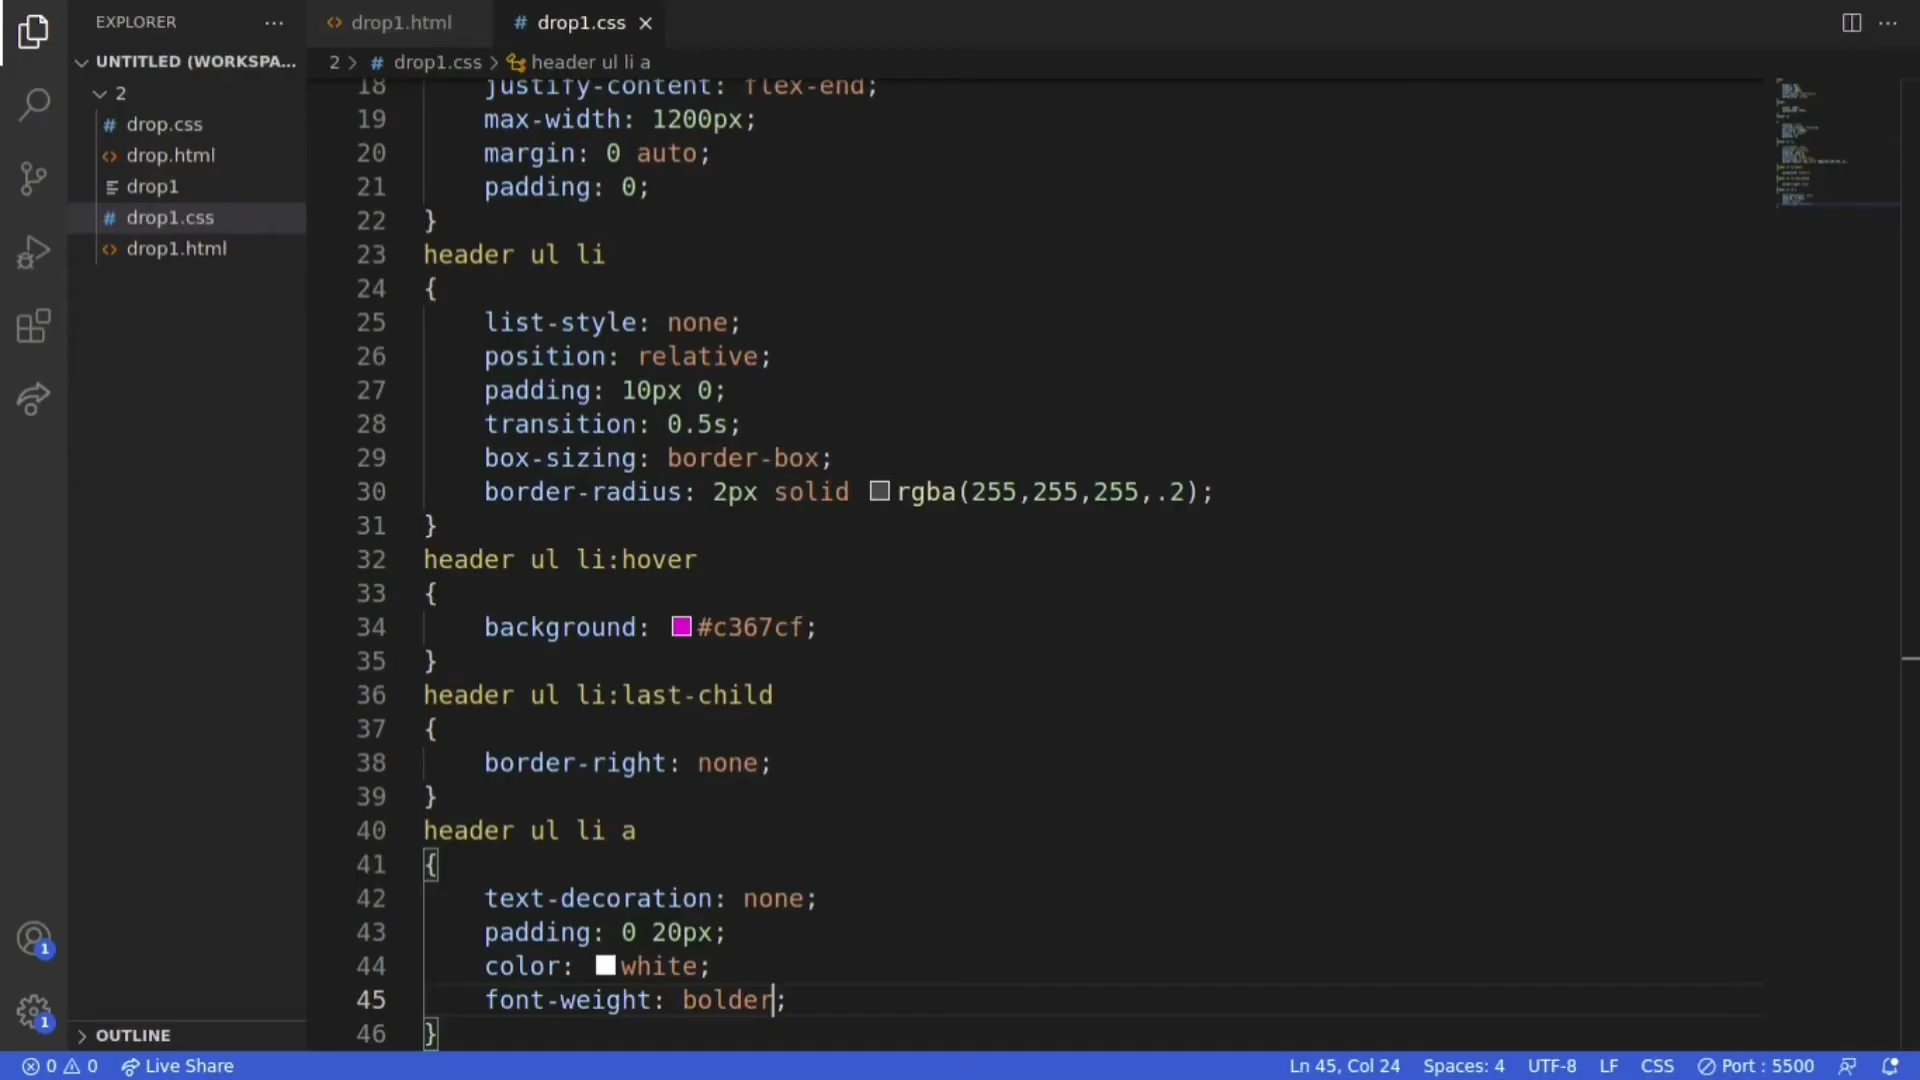 EXPLORER ···
UNTITLED (WORKSPA...
2
# drop.css
<> drop.html
drop1
# drop1.css
<> drop1.html
OUTLINE
<> drop1.html
# drop1.css ×
2 > # drop1.css > header ul li a
18 justify-content: flex-end;
19 max-width: 1200px;
20 margin: 0 auto;
21 padding: 0;
22 }
23 header ul li
24 {
25 list-style: none;
26 position: relative;
27 padding: 10px 0;
28 transition: 0.5s;
29 box-sizing: border-box;
30 border-radius: 2px solid rgba(255,255,255,.2);
31 }
32 header ul li:hover
33 {
34 background: #c367cf;
35 }
36 header ul li:last-child
37 {
38 border-right: none;
39 }
40 header ul li a
41 {
42 text-decoration: none;
43 padding: 0 20px;
44 color: white;
45 font-weight: bolder;
46 }
1
1
0 0 Live Share Ln 45, Col 24 Spaces: 4 UTF-8 LF CSS Port : 5500